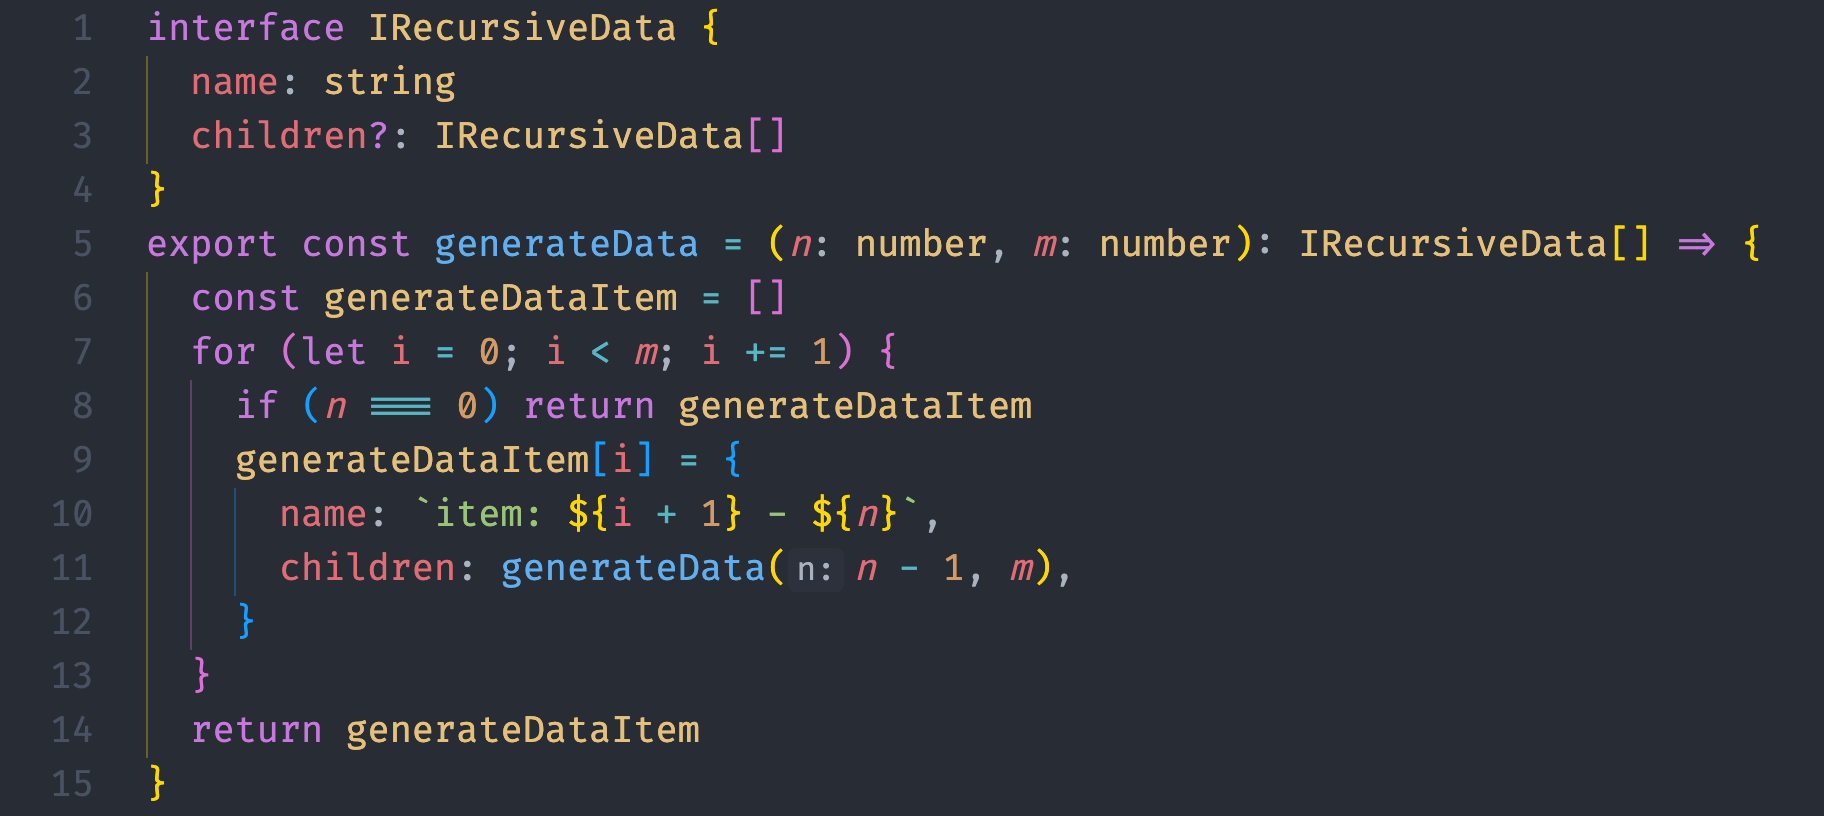 1 interface IRecursiveData {
2 name: string
3 children?: IRecursiveData[]
4 }
5 export const generateData = (n: number, m: number): IRecursiveData[] => {
6 const generateDataItem = []
7 for (let i = 0; i < m; i += 1) {
8 if (n === 0) return generateDataItem
9 generateDataItem[i] = {
10 name: `item: ${i + 1} - ${n}`,
11 children: generateData(n: n - 1, m),
12 }
13 }
14 return generateDataItem
15 }